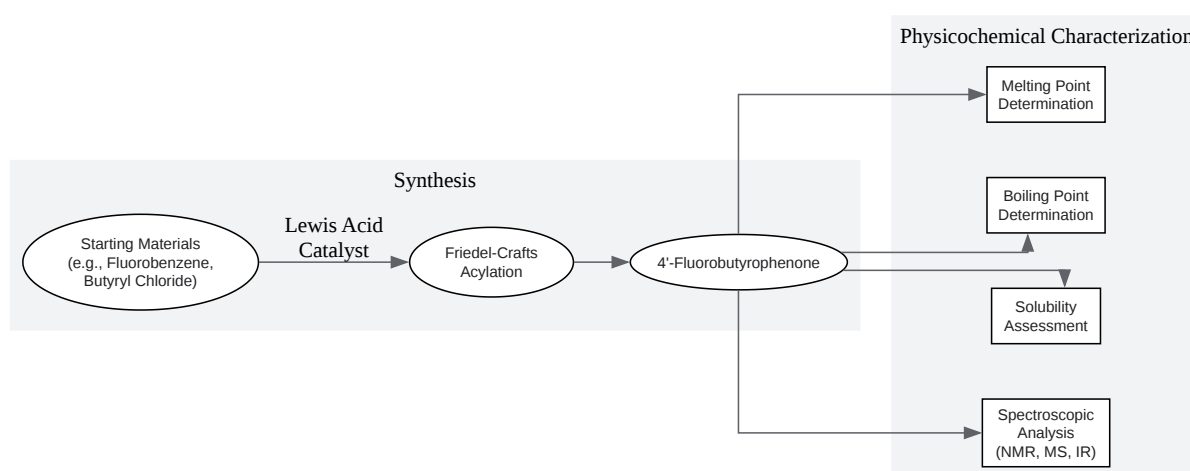 Physicochemical Characterization
Melting Point
Determination
Synthesis
Boiling Point
Determination
Lewis Acid
Catalyst
Starting Materials
(e.g., Fluorobenzene,
Butyryl Chloride)
Friedel-Crafts
Acylation
4'-Fluorobutyrophenone
Solubility
Assessment
Spectroscopic
Analysis
(NMR, MS, IR)